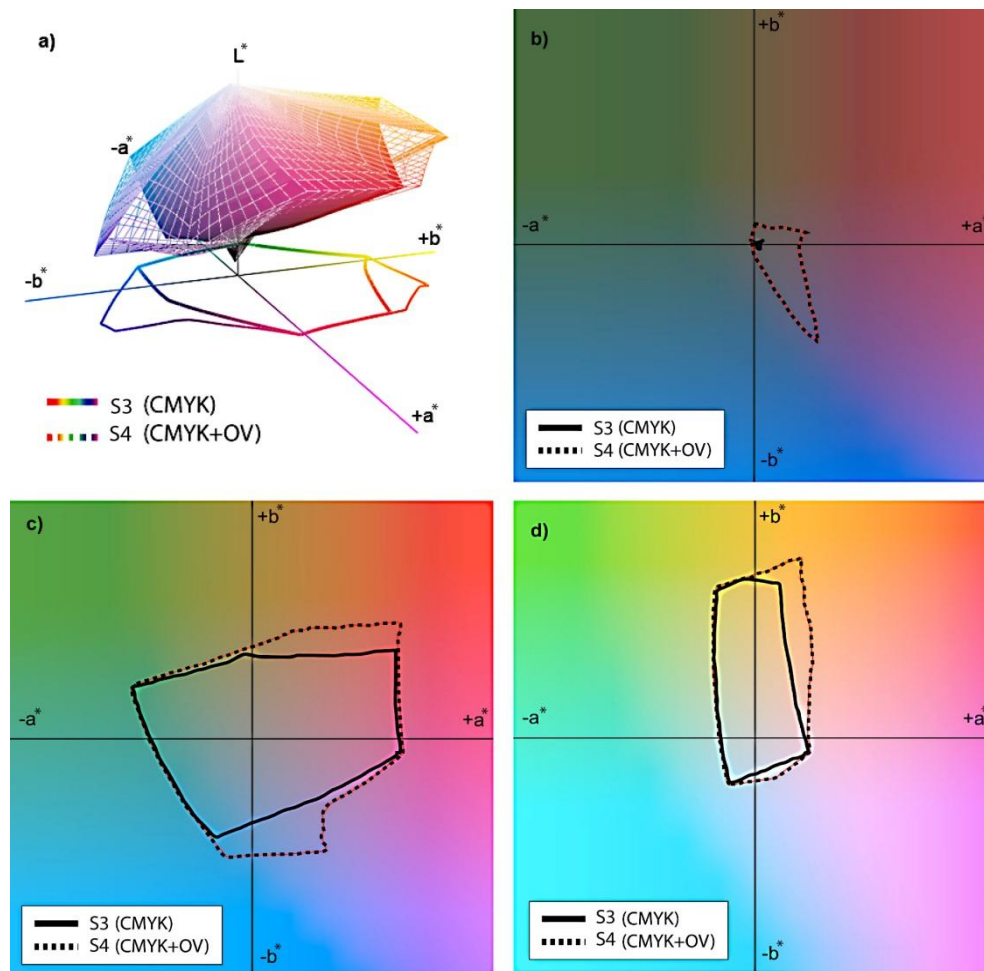 a)
L*
-a*
+b*
-b*
+a*
S3 (CMYK)
S4 (CMYK+OV)
b)
+b*
-a*
+a*
-b*
S3 (CMYK)
S4 (CMYK+OV)
c)
+b*
-a*
+a*
-b*
S3 (CMYK)
S4 (CMYK+OV)
d)
+b*
-a*
+a*
-b*
S3 (CMYK)
S4 (CMYK+OV)